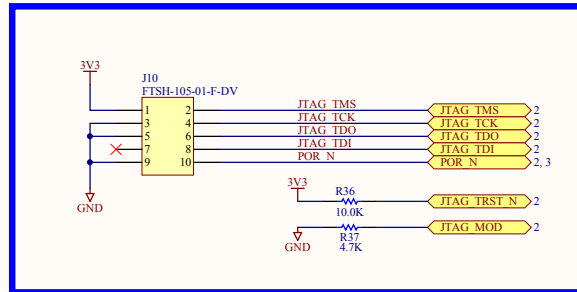 3V3
J10
FTSH-105-01-F-DV
1 2 JTAG_TMS JTAG_TMS 2
3 4 JTAG_TCK JTAG_TCK 2
5 6 JTAG_TDO JTAG_TDO 2
7 8 JTAG_TDI JTAG_TDI 2
9 10 POR_N POR_N 2, 3
GND
3V3 R36 JTAG_TRST_N 2
10.0K
GND R37 JTAG_MOD 2
4.7K